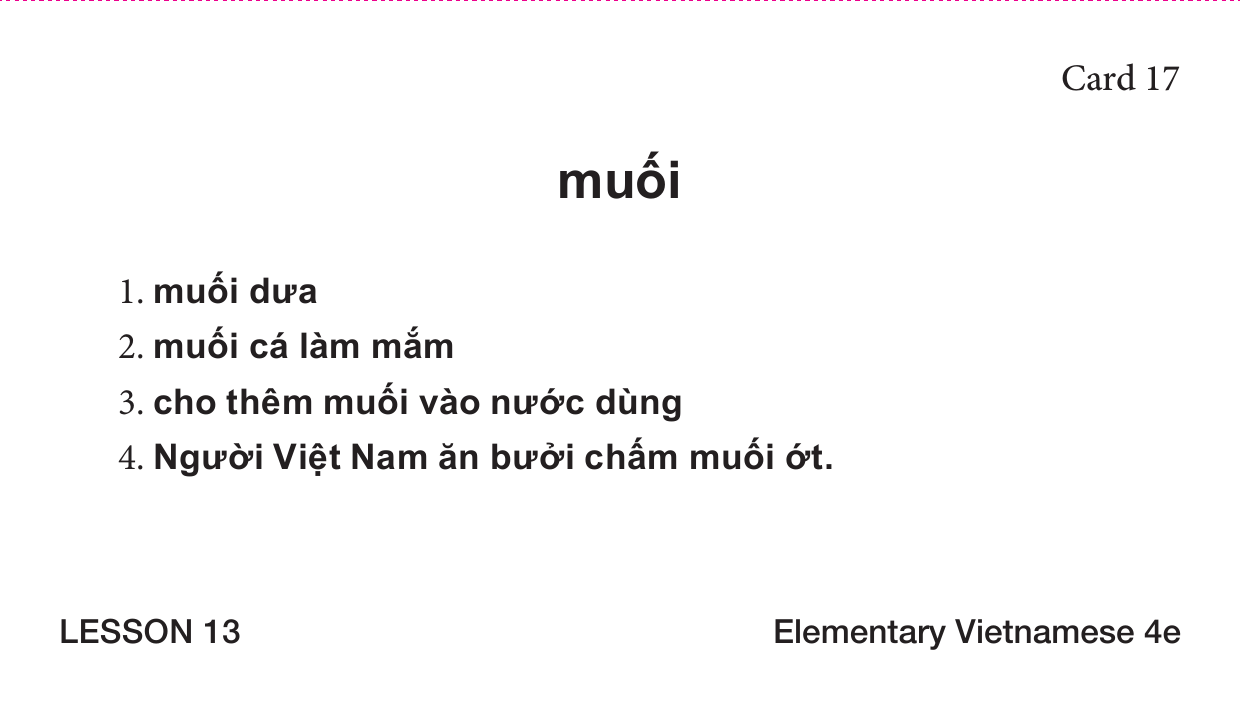 Card 17
muối
1. muối dưa
2. muối cá làm mắm
3. cho thêm muối vào nước dùng
4. Người Việt Nam ăn bưởi chấm muối ớt.
LESSON 13
Elementary Vietnamese 4e